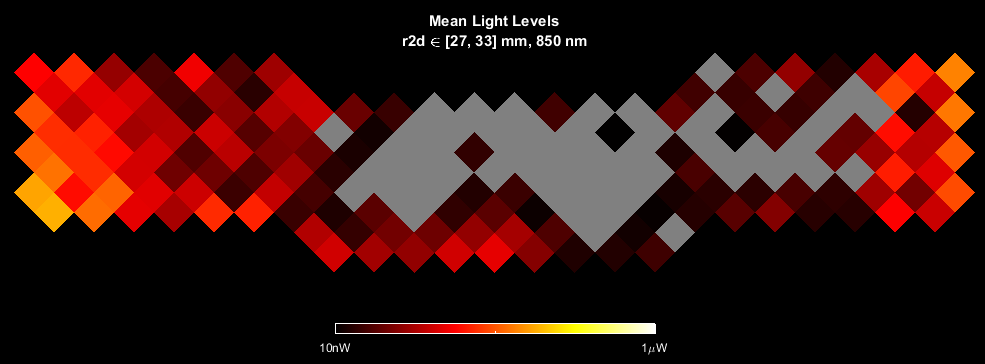 Mean Light Levels
r2d ∈ [27, 33] mm, 850 nm
10nW 1μW